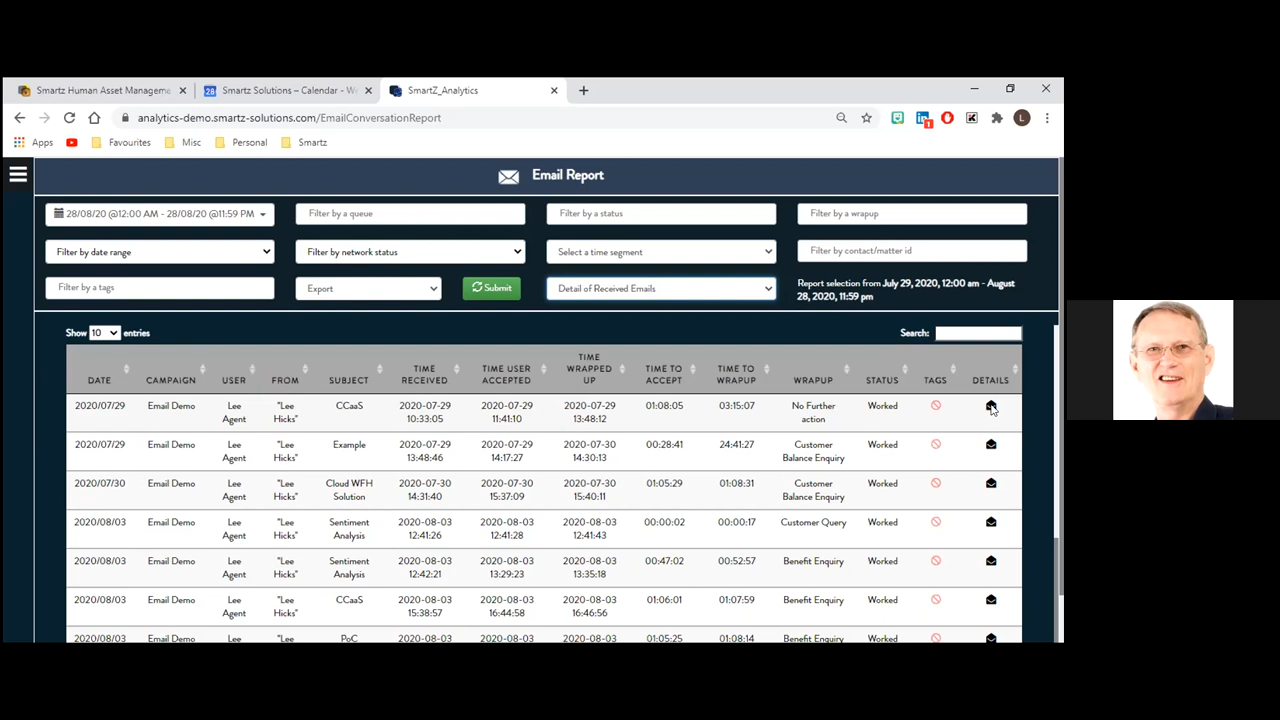 Smartz Human Asset Manageme
Smartz Solutions – Calendar - We
SmartZ_Analytics
analytics-demo.smartz-solutions.com/EmailConversationReport
1
L
Apps
Favourites
Misc
Personal
Smartz
Email Report
28/08/20 @12:00 AM - 28/08/20 @11:59 PM
Filter by a queue
Filter by a status
Filter by a wrapup
Filter by date range
Filter by network status
Select a time segment
Filter by contact/matter id
Filter by a tags
Export
Submit
Detail of Received Emails
Report selection from July 29, 2020, 12:00 am - August
28, 2020, 11:59 pm
Show 10 entries
Search:
DATE CAMPAIGN USER FROM SUBJECT TIME RECEIVED TIME USER ACCEPTED TIME WRAPPED UP TIME TO ACCEPT TIME TO WRAPUP WRAPUP STATUS TAGS DETAILS
2020/07/29 Email Demo Lee "Lee CCaaS 2020-07-29 2020-07-29 2020-07-29 01:08:05 03:15:07 No Further Worked
Agent Hicks" 10:33:05 11:41:10 13:48:12 action
2020/07/29 Email Demo Lee "Lee Example 2020-07-29 2020-07-29 2020-07-30 00:28:41 24:41:27 Customer Worked
Agent Hicks" 13:48:46 14:17:27 14:30:13 Balance Enquiry
2020/07/30 Email Demo Lee "Lee Cloud WFH 2020-07-30 2020-07-30 2020-07-30 01:05:29 01:08:31 Customer Worked
Agent Hicks" Solution 14:31:40 15:37:09 15:40:11 Balance Enquiry
2020/08/03 Email Demo Lee "Lee Sentiment 2020-08-03 2020-08-03 2020-08-03 00:00:02 00:00:17 Customer Query Worked
Agent Hicks" Analysis 12:41:26 12:41:28 12:41:43
2020/08/03 Email Demo Lee "Lee Sentiment 2020-08-03 2020-08-03 2020-08-03 00:47:02 00:52:57 Benefit Enquiry Worked
Agent Hicks" Analysis 12:42:21 13:29:23 13:35:18
2020/08/03 Email Demo Lee "Lee CCaaS 2020-08-03 2020-08-03 2020-08-03 01:06:01 01:07:59 Benefit Enquiry Worked
Agent Hicks" 15:38:57 16:44:58 16:46:56
2020/08/03 Email Demo Lee "Lee PoC 2020-08-03 2020-08-03 2020-08-03 01:05:25 01:08:14 Benefit Enquiry Worked